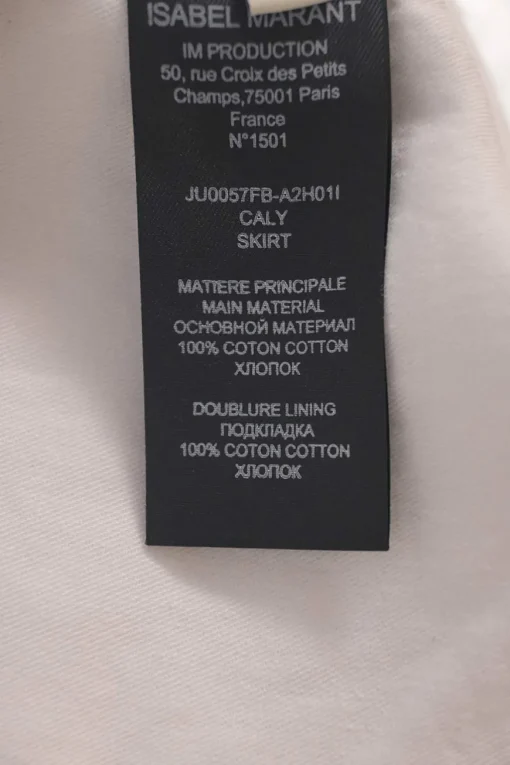 ISABEL MARANT
IM PRODUCTION
50, rue Croix des Petits
Champs,75001 Paris
France
N°1501
JU0057FB-A2H01I
CALY
SKIRT
MATIERE PRINCIPALE
MAIN MATERIAL
ОСНОВНОЙ МАТЕРИАЛ
100% COTON COTTON
ХЛОПОК
DOUBLURE LINING
ПОДКЛАДКА
100% COTON COTTON
ХЛОПОК